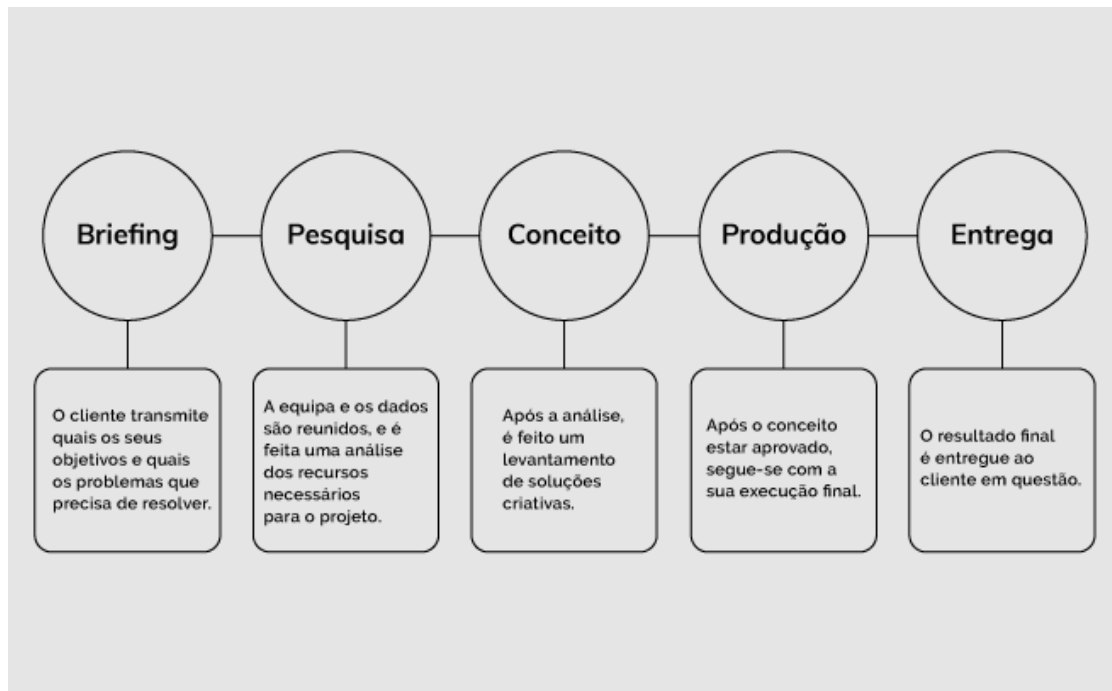 Briefing
Pesquisa
Conceito
Produção
Entrega
O cliente transmite
quais os seus
objetivos e quais
os problemas que
precisa de resolver.
A equipa e os dados
são reunidos, e é
feita uma análise
dos recursos
necessários
para o projeto.
Após a análise,
é feito um
levantamento
de soluções
criativas.
Após o conceito
estar aprovado,
segue-se com a
sua execução final.
O resultado final
é entregue ao
cliente em questão.